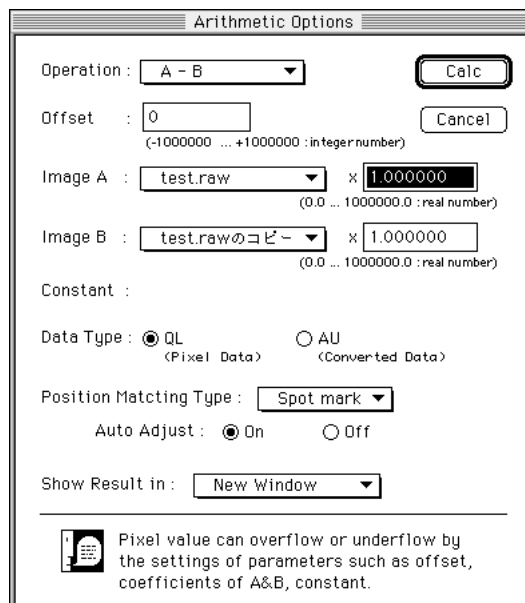 Arithmetic Options
Operation : A - B Calc
Offset : 0 Cancel
(-1000000 ... +1000000 : integer number)
Image A : test.raw x 1.000000
(0.0 ... 1000000.0 : real number)
Image B : test.rawのコピー x 1.000000
(0.0 ... 1000000.0 : real number)
Constant :
Data Type : QL AU
(Pixel Data) (Converted Data)
Position Matcting Type : Spot mark
Auto Adjust : On Off
Show Result in : New Window
Pixel value can overflow or underflow by
the settings of parameters such as offset,
coefficients of A&B, constant.